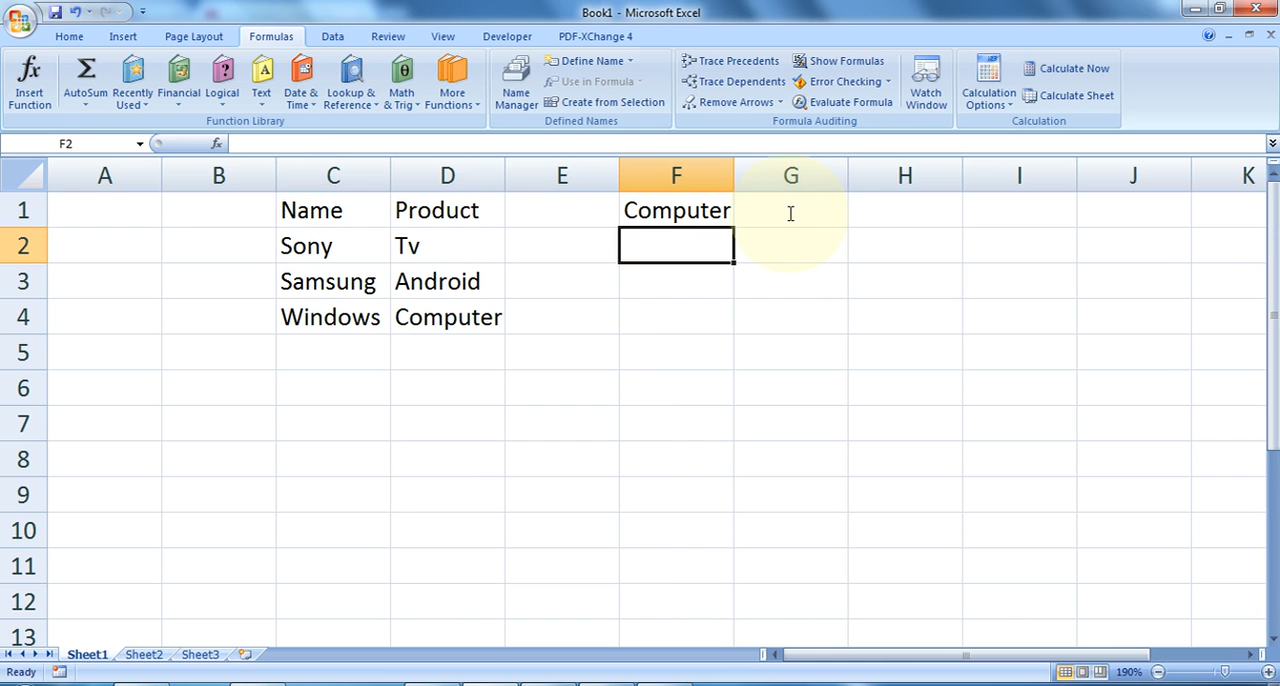 Book1 - Microsoft Excel
Home Insert Page Layout Formulas Data Review View Developer PDF-XChange 4
fx Insert Function
Σ AutoSum
Recently Used
Financial
? Logical
A Text
Date & Time
Lookup & Reference
θ Math & Trig
More Functions
Function Library
Name Manager
Define Name
Use in Formula
Create from Selection
Defined Names
Trace Precedents
Trace Dependents
Remove Arrows
Show Formulas
Error Checking
Evaluate Formula
Formula Auditing
Watch Window
Calculation Options
Calculate Now
Calculate Sheet
Calculation
F2 fx
A B C D E F G H I J K
1 Name Product Computer
2 Sony Tv
3 Samsung Android
4 Windows Computer
5
6
7
8
9
10
11
12
13
Sheet1 Sheet2 Sheet3
Ready 190%